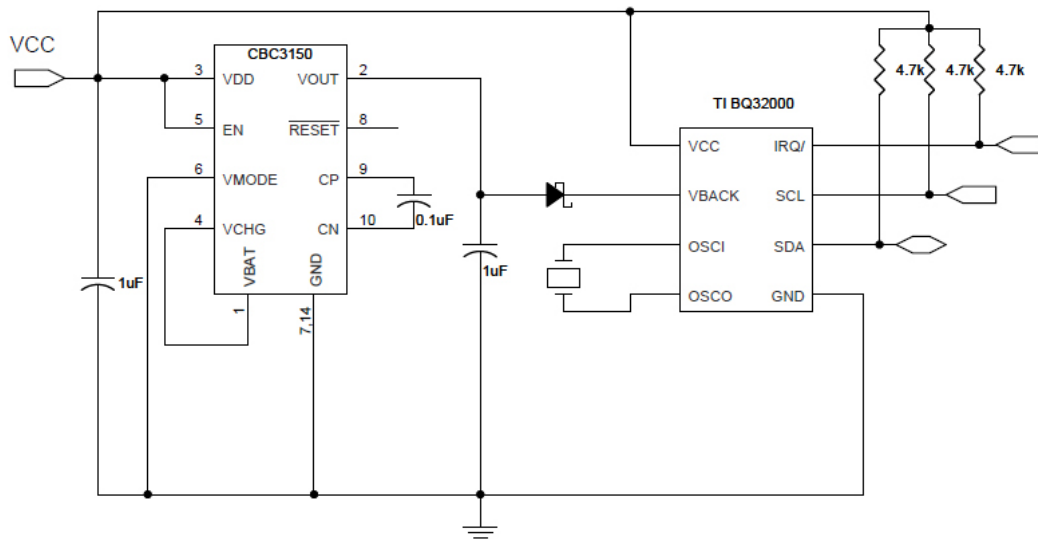 VCC
CBC3150
3 VDD VOUT 2
5 EN RESET 8
6 VMODE CP 9
4 VCHG CN 10
VBAT GND
1 7,14
1uF
0.1uF
1uF
4.7k 4.7k 4.7k
TI BQ32000
VCC IRQ/
VBACK SCL
OSCI SDA
OSCO GND